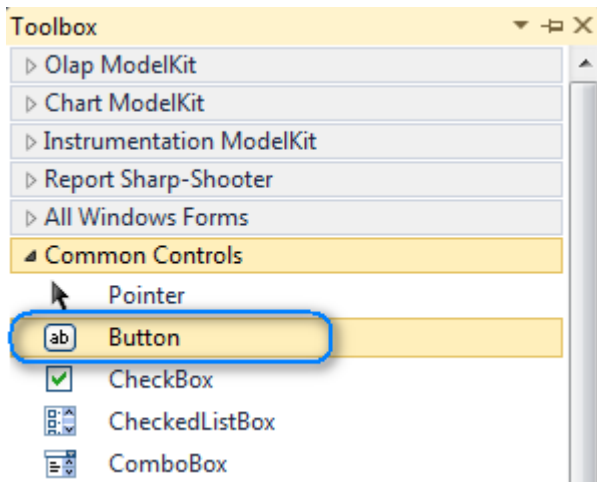 Toolbox
Olap ModelKit
Chart ModelKit
Instrumentation ModelKit
Report Sharp-Shooter
All Windows Forms
Common Controls
Pointer
ab Button
CheckBox
CheckedListBox
ComboBox